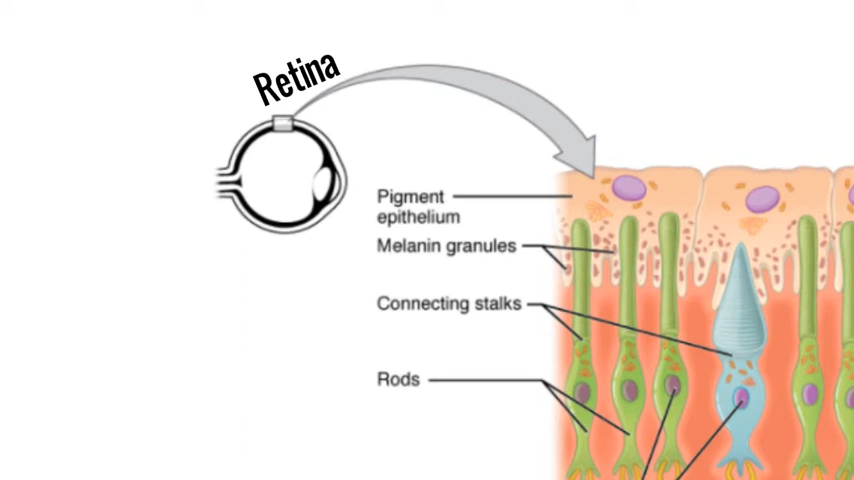 Retina
Pigment
epithelium
Melanin granules
Connecting stalks
Rods